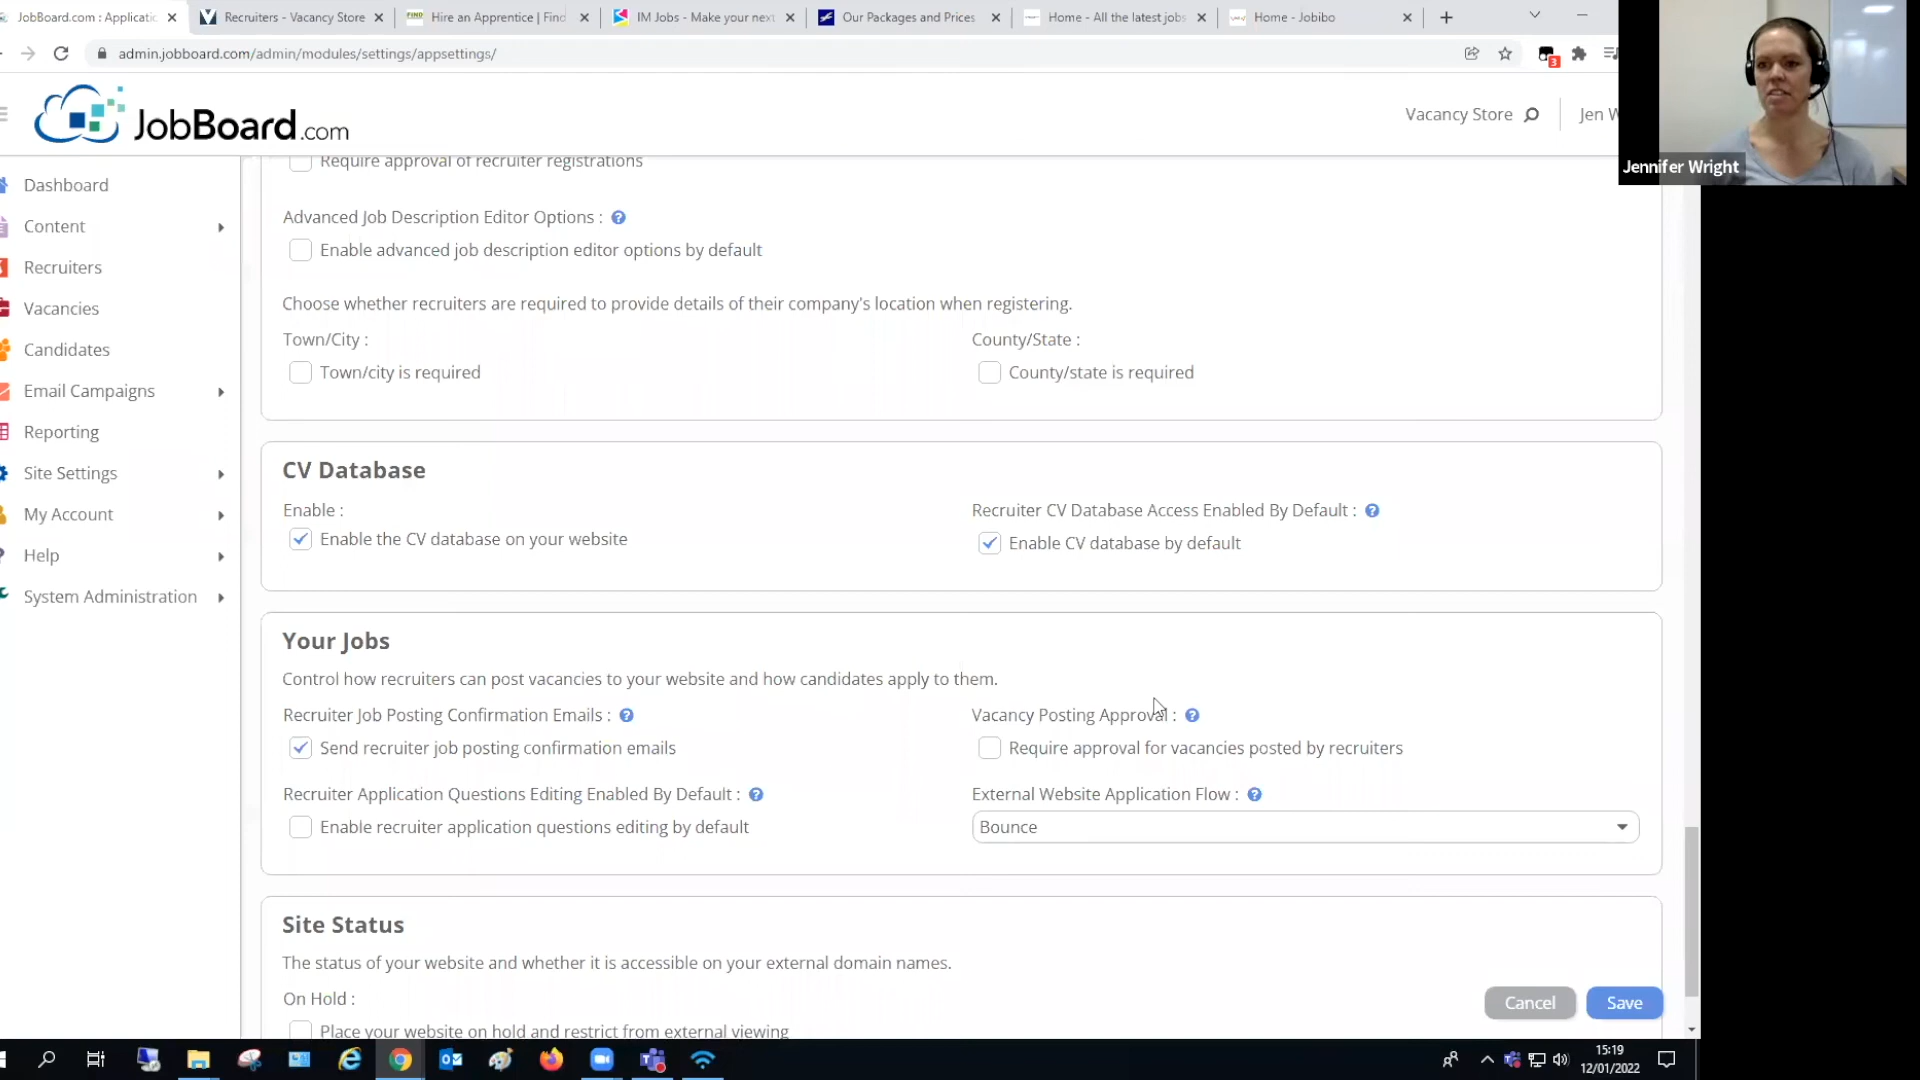 JobBoard.com : Applicatic
Recruiters - Vacancy Store
Hire an Apprentice | Find
IM Jobs - Make your next
Our Packages and Prices
Home - All the latest jobs
Home - Jobibo
admin.jobboard.com/admin/modules/settings/appsettings/
3
JobBoard.com
Vacancy Store
Jen W
Jennifer Wright
Dashboard
Content
Recruiters
Vacancies
Candidates
Email Campaigns
Reporting
Site Settings
My Account
Help
System Administration
Require approval of recruiter registrations
Advanced Job Description Editor Options : ?
Enable advanced job description editor options by default
Choose whether recruiters are required to provide details of their company's location when registering.
Town/City :
County/State :
Town/city is required
County/state is required
CV Database
Enable :
Recruiter CV Database Access Enabled By Default : ?
Enable the CV database on your website
Enable CV database by default
Your Jobs
Control how recruiters can post vacancies to your website and how candidates apply to them.
Recruiter Job Posting Confirmation Emails : ?
Vacancy Posting Approval : ?
Send recruiter job posting confirmation emails
Require approval for vacancies posted by recruiters
Recruiter Application Questions Editing Enabled By Default : ?
External Website Application Flow : ?
Enable recruiter application questions editing by default
Bounce
Site Status
The status of your website and whether it is accessible on your external domain names.
On Hold :
Place your website on hold and restrict from external viewing
Cancel
Save
15:19
12/01/2022